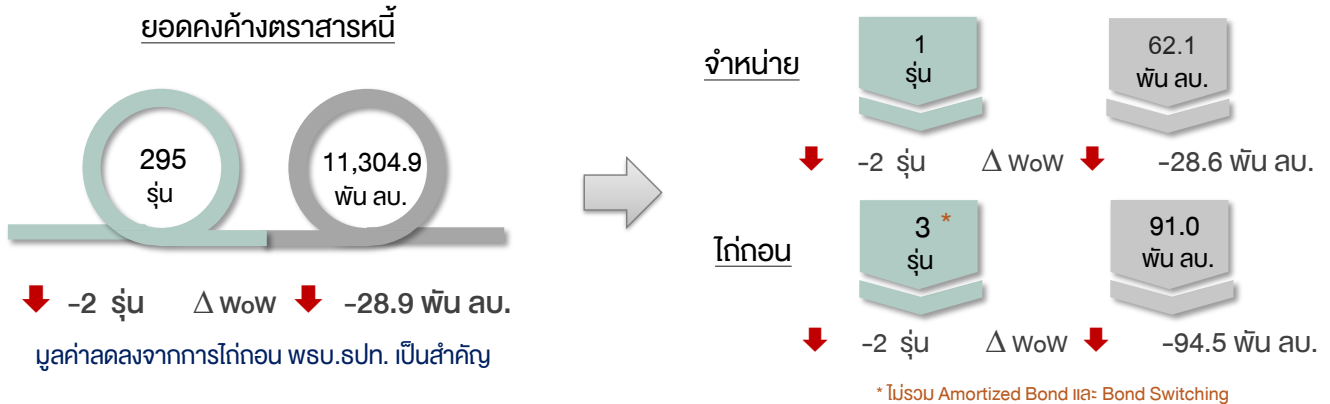 ยอดคงค้างตราสารหนี้
295
รุ่น
11,304.9
พัน ลบ.
-2 รุ่น Δ WoW -28.9 พัน ลบ.
มูลค่าลดลงจากการไถ่ถอน พธบ.ธปท. เป็นสำคัญ
จำหน่าย
1
รุ่น
62.1
พัน ลบ.
-2 รุ่น Δ WoW -28.6 พัน ลบ.
ไถ่ถอน
3 *
รุ่น
91.0
พัน ลบ.
-2 รุ่น Δ WoW -94.5 พัน ลบ.
* ไม่รวม Amortized Bond และ Bond Switching